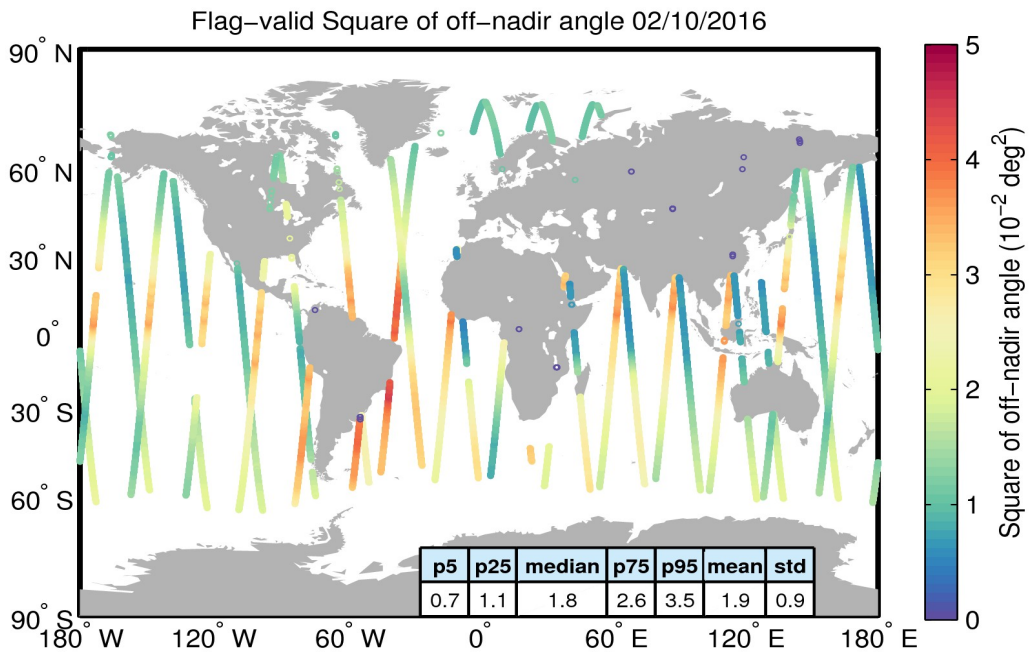 Flag−valid Square of off−nadir angle 02/10/2016
90° N
60° N
30° N
0°
30° S
60° S
90° S
180° W
120° W
60° W
0°
60° E
120° E
180° E
p5 p25 median p75 p95 mean std
0.7 1.1 1.8 2.6 3.5 1.9 0.9
5
4
3
2
1
0
Square of off−nadir angle (10⁻² deg²)